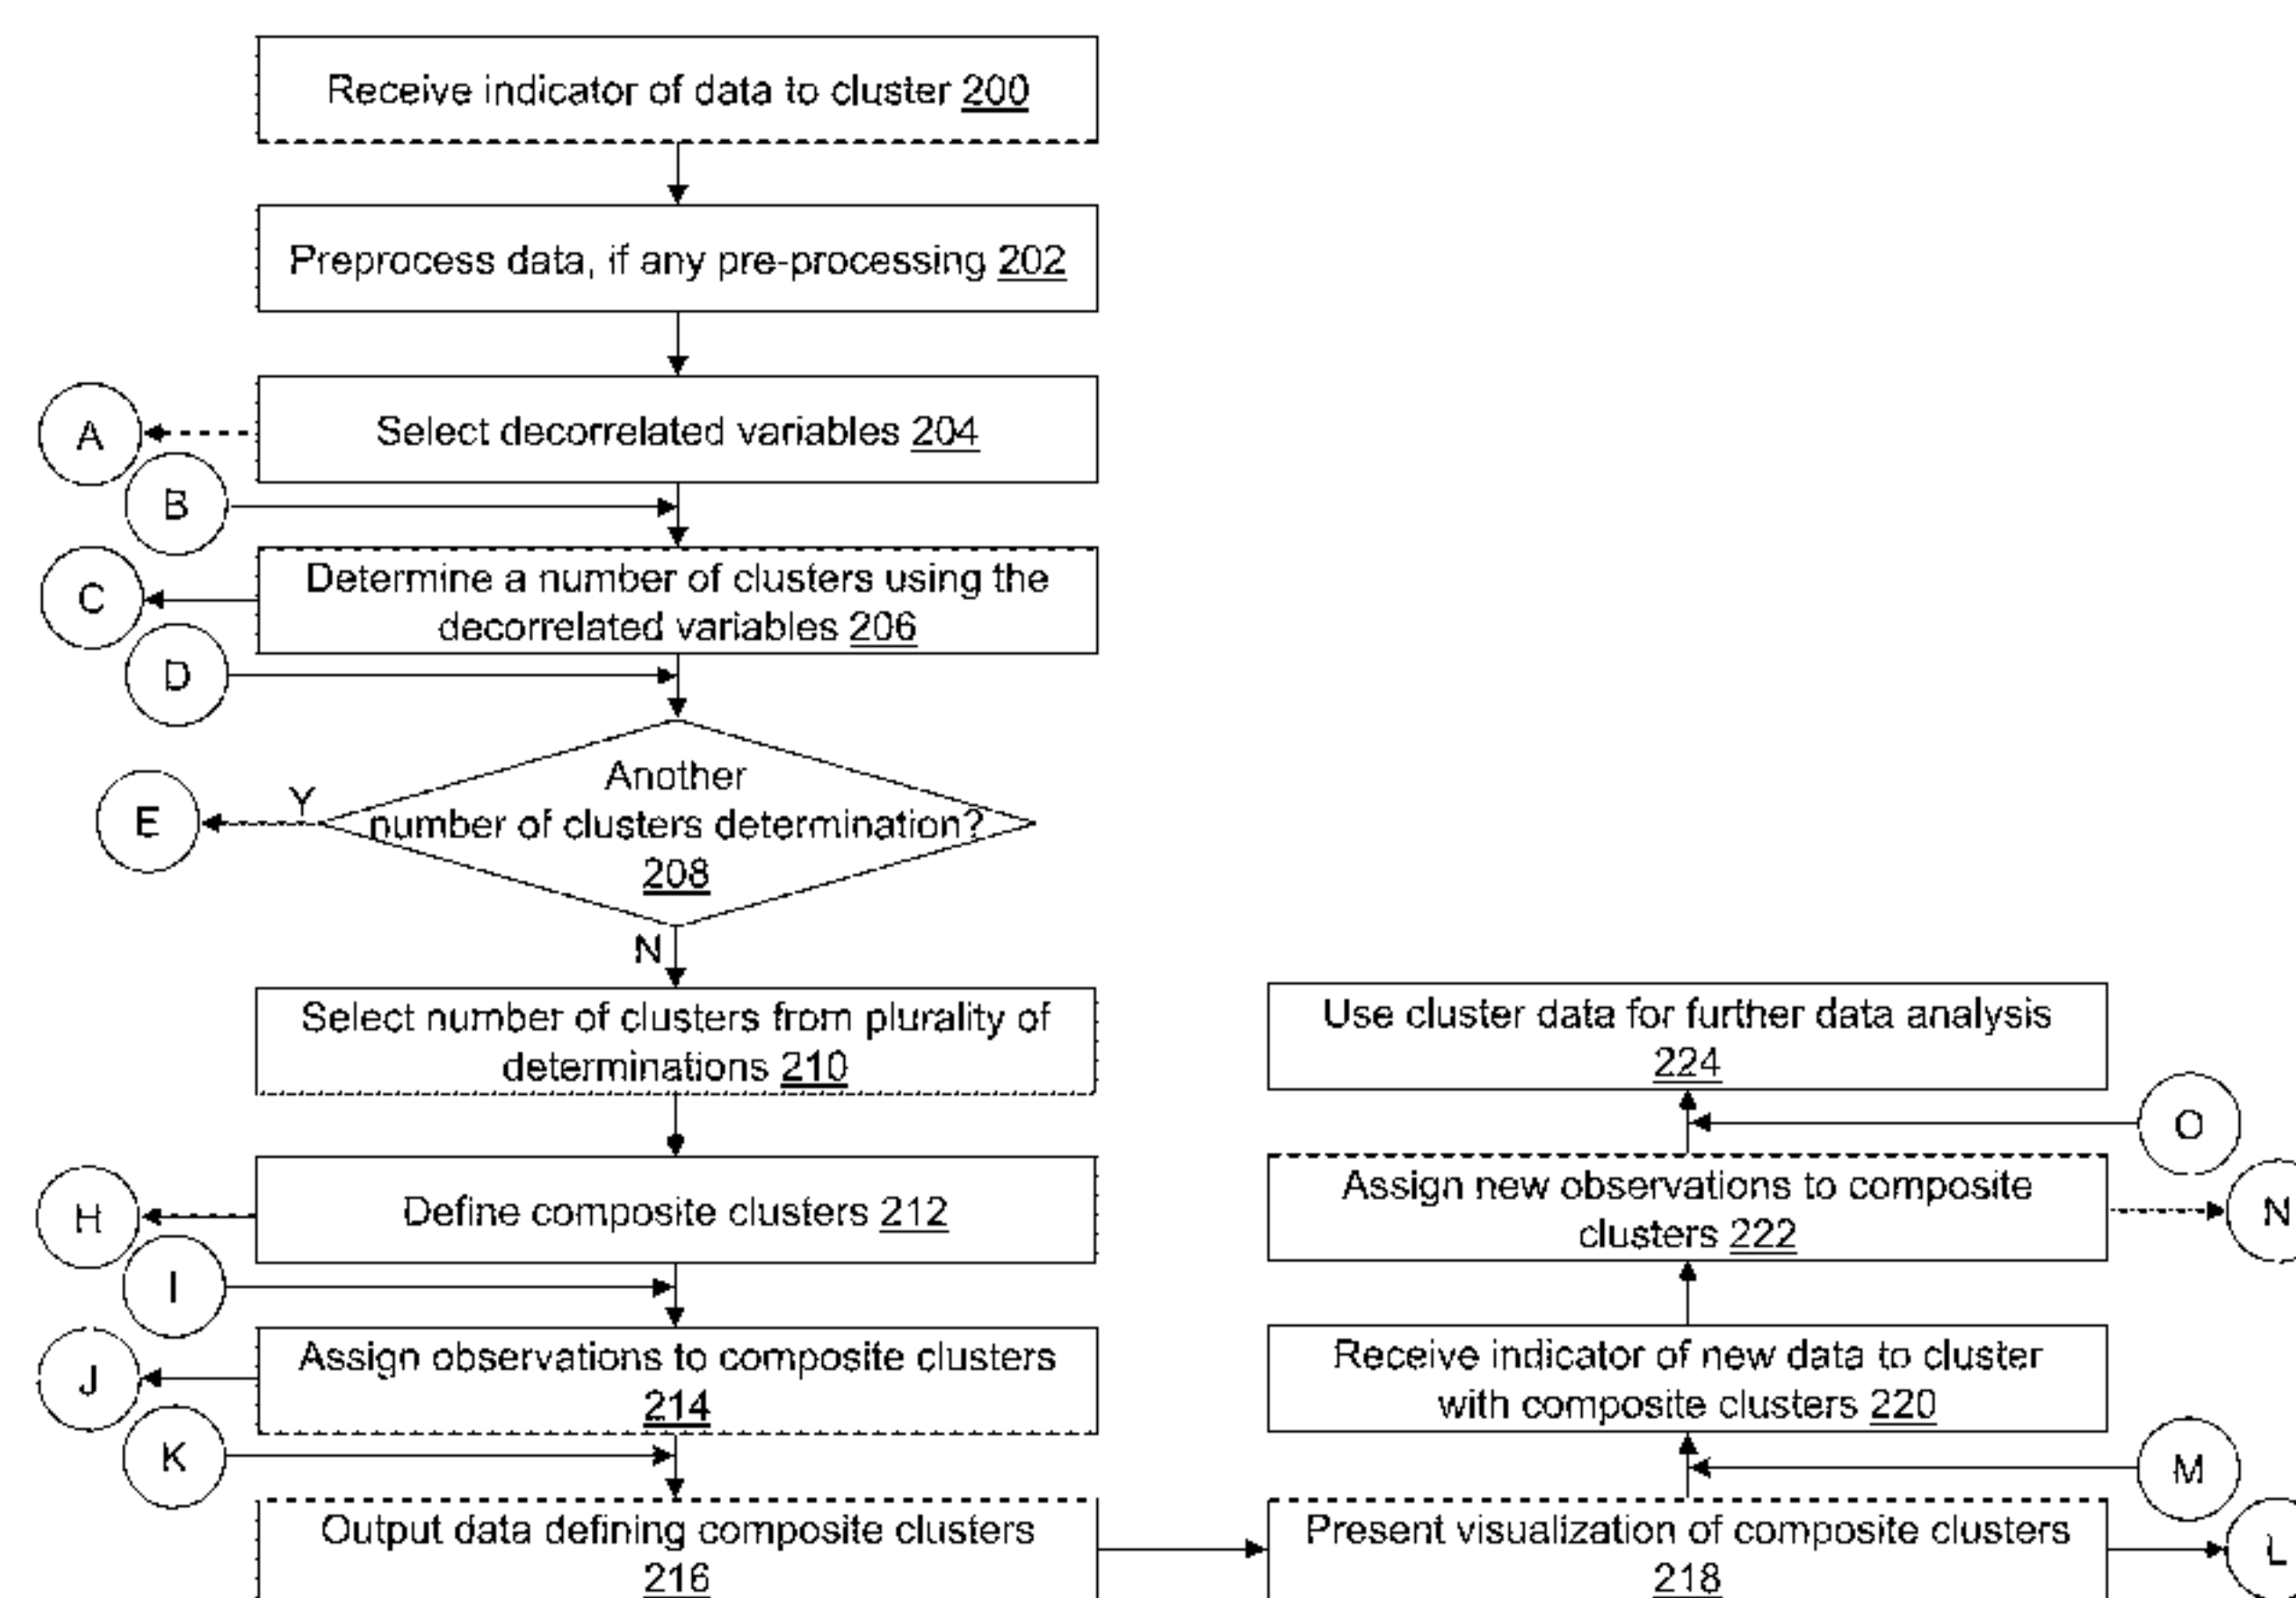 Receive indicator of data to cluster 200
Preprocess data, if any pre-processing 202
A
Select decorrelated variables 204
B
C
Determine a number of clusters using the
decorrelated variables 206
D
Another
number of clusters determination?
208
Y
E
N
Select number of clusters from plurality of
determinations 210
H
Define composite clusters 212
I
J
Assign observations to composite clusters
214
K
Output data defining composite clusters
216
Present visualization of composite clusters
218
L
M
Receive indicator of new data to cluster
with composite clusters 220
Assign new observations to composite
clusters 222
N
O
Use cluster data for further data analysis
224